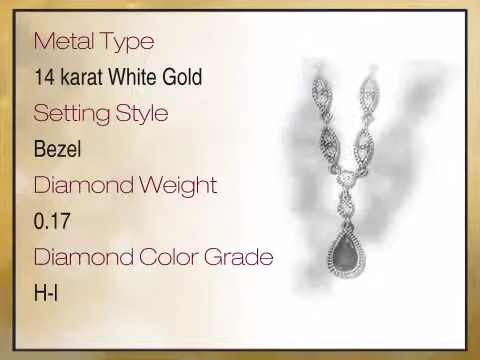 Metal Type
14 karat White Gold
Setting Style
Bezel
Diamond Weight
0.17
Diamond Color Grade
H-I